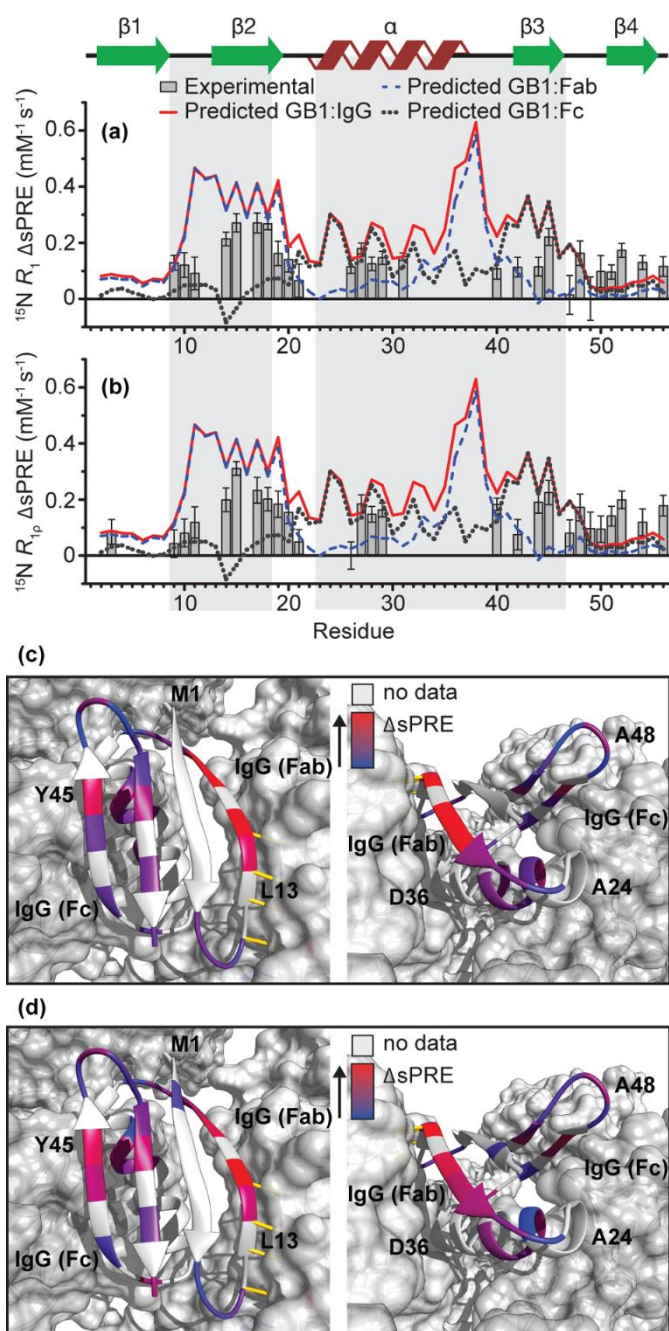 β1 β2 α β3 β4
Experimental Predicted GB1:Fab
Predicted GB1:IgG Predicted GB1:Fc
(a)
¹⁵N R₁ ΔsPRE (mM⁻¹ s⁻¹)
0.6
0.4
0.2
0
10 20 30 40 50
(b)
¹⁵N R₁ρ ΔsPRE (mM⁻¹ s⁻¹)
0.6
0.4
0.2
0
10 20 30 40 50
Residue
(c)
M1
Y45
IgG (Fab)
L13
IgG (Fc)
no data
ΔsPRE
A48
IgG (Fc)
IgG (Fab)
D36
A24
(d)
M1
Y45
IgG (Fab)
L13
IgG (Fc)
no data
ΔsPRE
A48
IgG (Fc)
IgG (Fab)
D36
A24